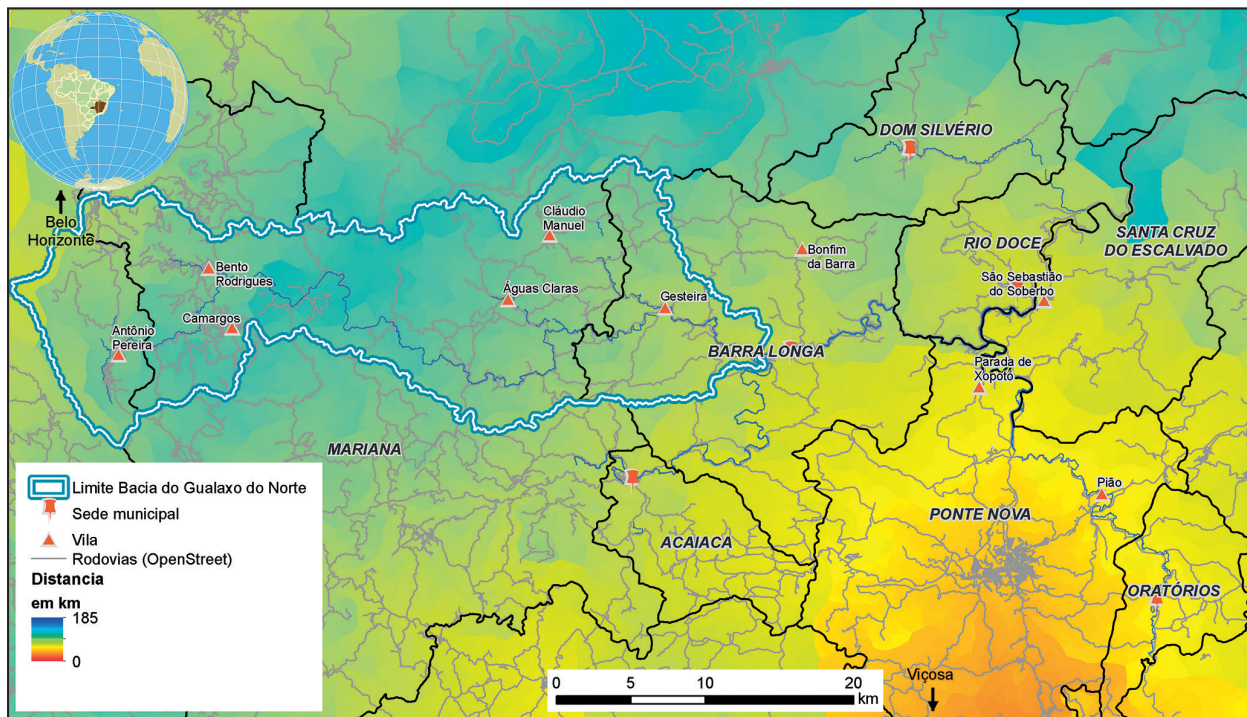 DOM SILVÉRIO
Belo
Horizonte
Cláudio
Manuel
SANTA CRUZ
DO ESCALVADO
RIO DOCE
Bonfim
da Barra
Bento
Rodrigues
São Sebastião
do Soberbo
Águas Claras
Gesteira
Camargos
Antônio
Pereira
BARRA LONGA
Parada de
Xopotó
MARIANA
Pião
PONTE NOVA
ACAIACA
ORATÓRIOS
Viçosa
Limite Bacia do Gualaxo do Norte
Sede municipal
Vila
Rodovias (OpenStreet)
Distancia
em km
185
0
0 5 10 20
km